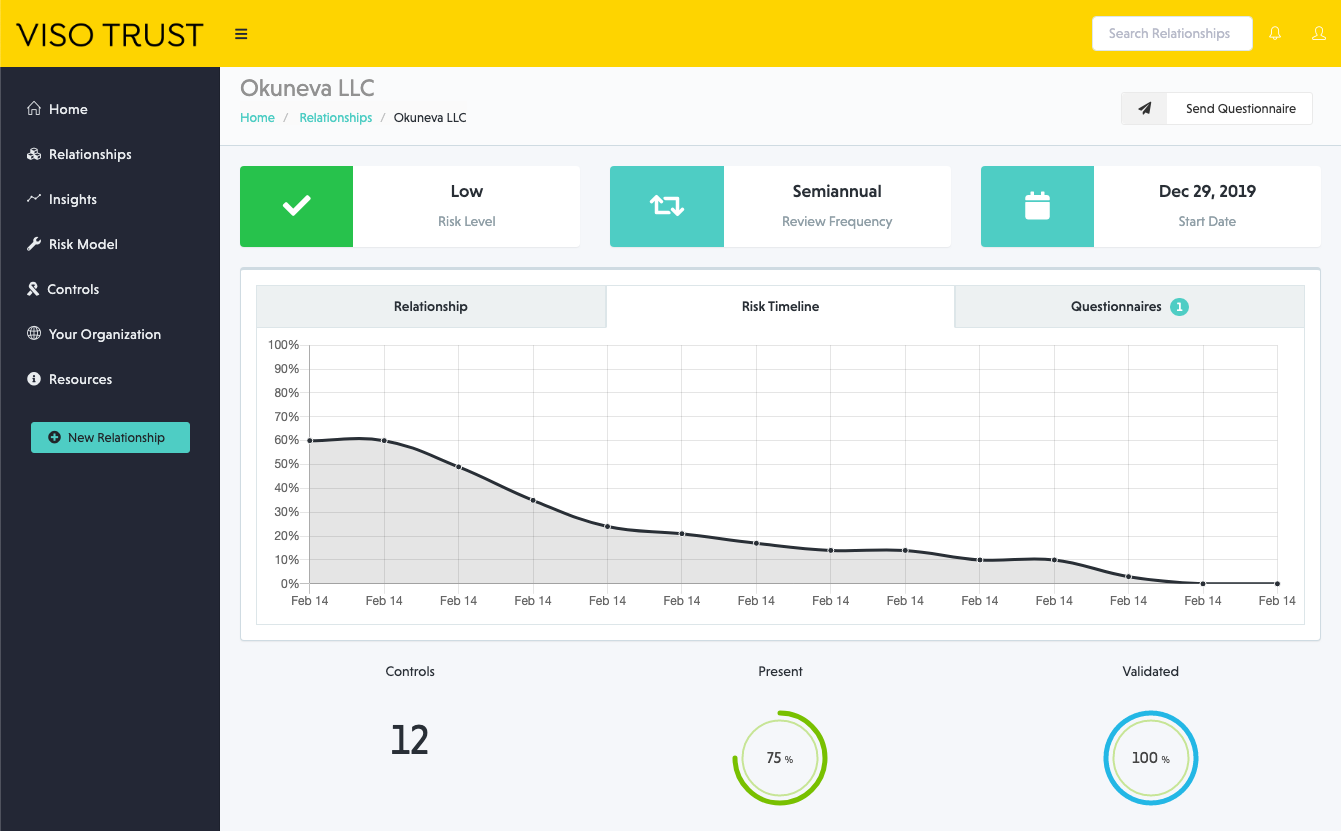 VISO TRUST
Search Relationships
Home
Relationships
Insights
Risk Model
Controls
Your Organization
Resources
New Relationship
Okuneva LLC
Home / Relationships / Okuneva LLC
Send Questionnaire
Low
Risk Level
Semiannual
Review Frequency
Dec 29, 2019
Start Date
Relationship
Risk Timeline
Questionnaires 1
100%
90%
80%
70%
60%
50%
40%
30%
20%
10%
0%
Feb 14 Feb 14 Feb 14 Feb 14 Feb 14 Feb 14 Feb 14 Feb 14 Feb 14 Feb 14 Feb 14 Feb 14 Feb 14 Feb 14
Controls
12
Present
75 %
Validated
100 %